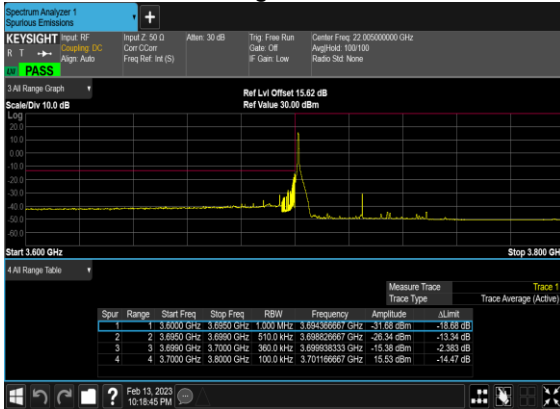 Spectrum Analyzer 1
Spurious Emissions
+
KEYSIGHT
R T
Input: RF
Coupling: DC
Align: Auto
Input Z: 50 Ω
Corr CCorr
Freq Ref: Int (S)
Atten: 30 dB
Trig: Free Run
Gate: Off
IF Gain: Low
Center Freq: 22.005000000 GHz
Avg|Hold: 100/100
Radio Std: None
PASS
3 All Range Graph
Scale/Div 10.0 dB
Ref Lvl Offset 15.62 dB
Ref Value 30.00 dBm
Log
20.0
10.0
0.00
-10.0
-20.0
-30.0
-40.0
-50.0
-60.0
Start 3.600 GHz
Stop 3.800 GH
4 All Range Table
Measure Trace Trace 1
Trace Type Trace Average (Active)
Spur Range Start Freq Stop Freq RBW Frequency Amplitude ΔLimit
1 1 3.6000 GHz 3.6950 GHz 1.000 MHz 3.694366667 GHz -31.68 dBm -18.68 dB
2 2 3.6950 GHz 3.6990 GHz 510.0 kHz 3.698826667 GHz -26.34 dBm -13.34 dB
3 3 3.6990 GHz 3.7000 GHz 360.0 kHz 3.699938333 GHz -15.38 dBm -2.383 dB
4 4 3.7000 GHz 3.8000 GHz 100.0 kHz 3.701166667 GHz 15.53 dBm -14.47 dB
?
Feb 13, 2023
10:18:45 PM